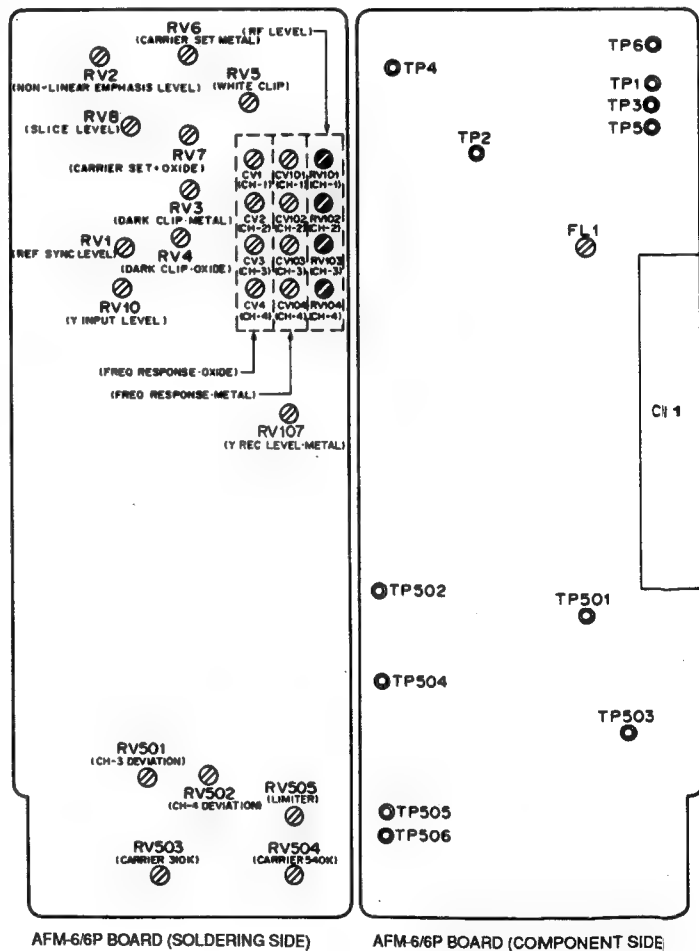 RV6
(CARRIER SET METAL)
(RF LEVEL)
RV2
(NON-LINEAR EMPHASIS LEVEL)
RV5
(WHITE CLIP)
RV8
(SLICE LEVEL)
RV7
(CARRIER SET-OXIDE)
RV3
(DARK CLIP-METAL)
RV1
(REF SYNC LEVEL)
RV4
(DARK CLIP-OXIDE)
RV10
(Y INPUT LEVEL)
CV1 CV101 RV101
(CH-1) (CH-1) (CH-1)
CV2 CV102 RV102
(CH-2) (CH-2) (CH-2)
CV3 CV103 RV103
(CH-3) (CH-3) (CH-3)
CV4 CV104 RV104
(CH-4) (CH-4) (CH-4)
(FREQ RESPONSE-OXIDE)
(FREQ RESPONSE-METAL)
RV107
(Y REC LEVEL-METAL)
RV501
(CH-3 DEVIATION)
RV502
(CH-4 DEVIATION)
RV505
(LIMITER)
RV503
(CARRIER 310K)
RV504
(CARRIER 540K)
AFM-6/6P BOARD (SOLDERING SIDE)
TP6
TP4
TP1
TP3
TP5
TP2
FL1
CN1
TP502
TP501
TP504
TP503
TP505
TP506
AFM-6/6P BOARD (COMPONENT SIDE)